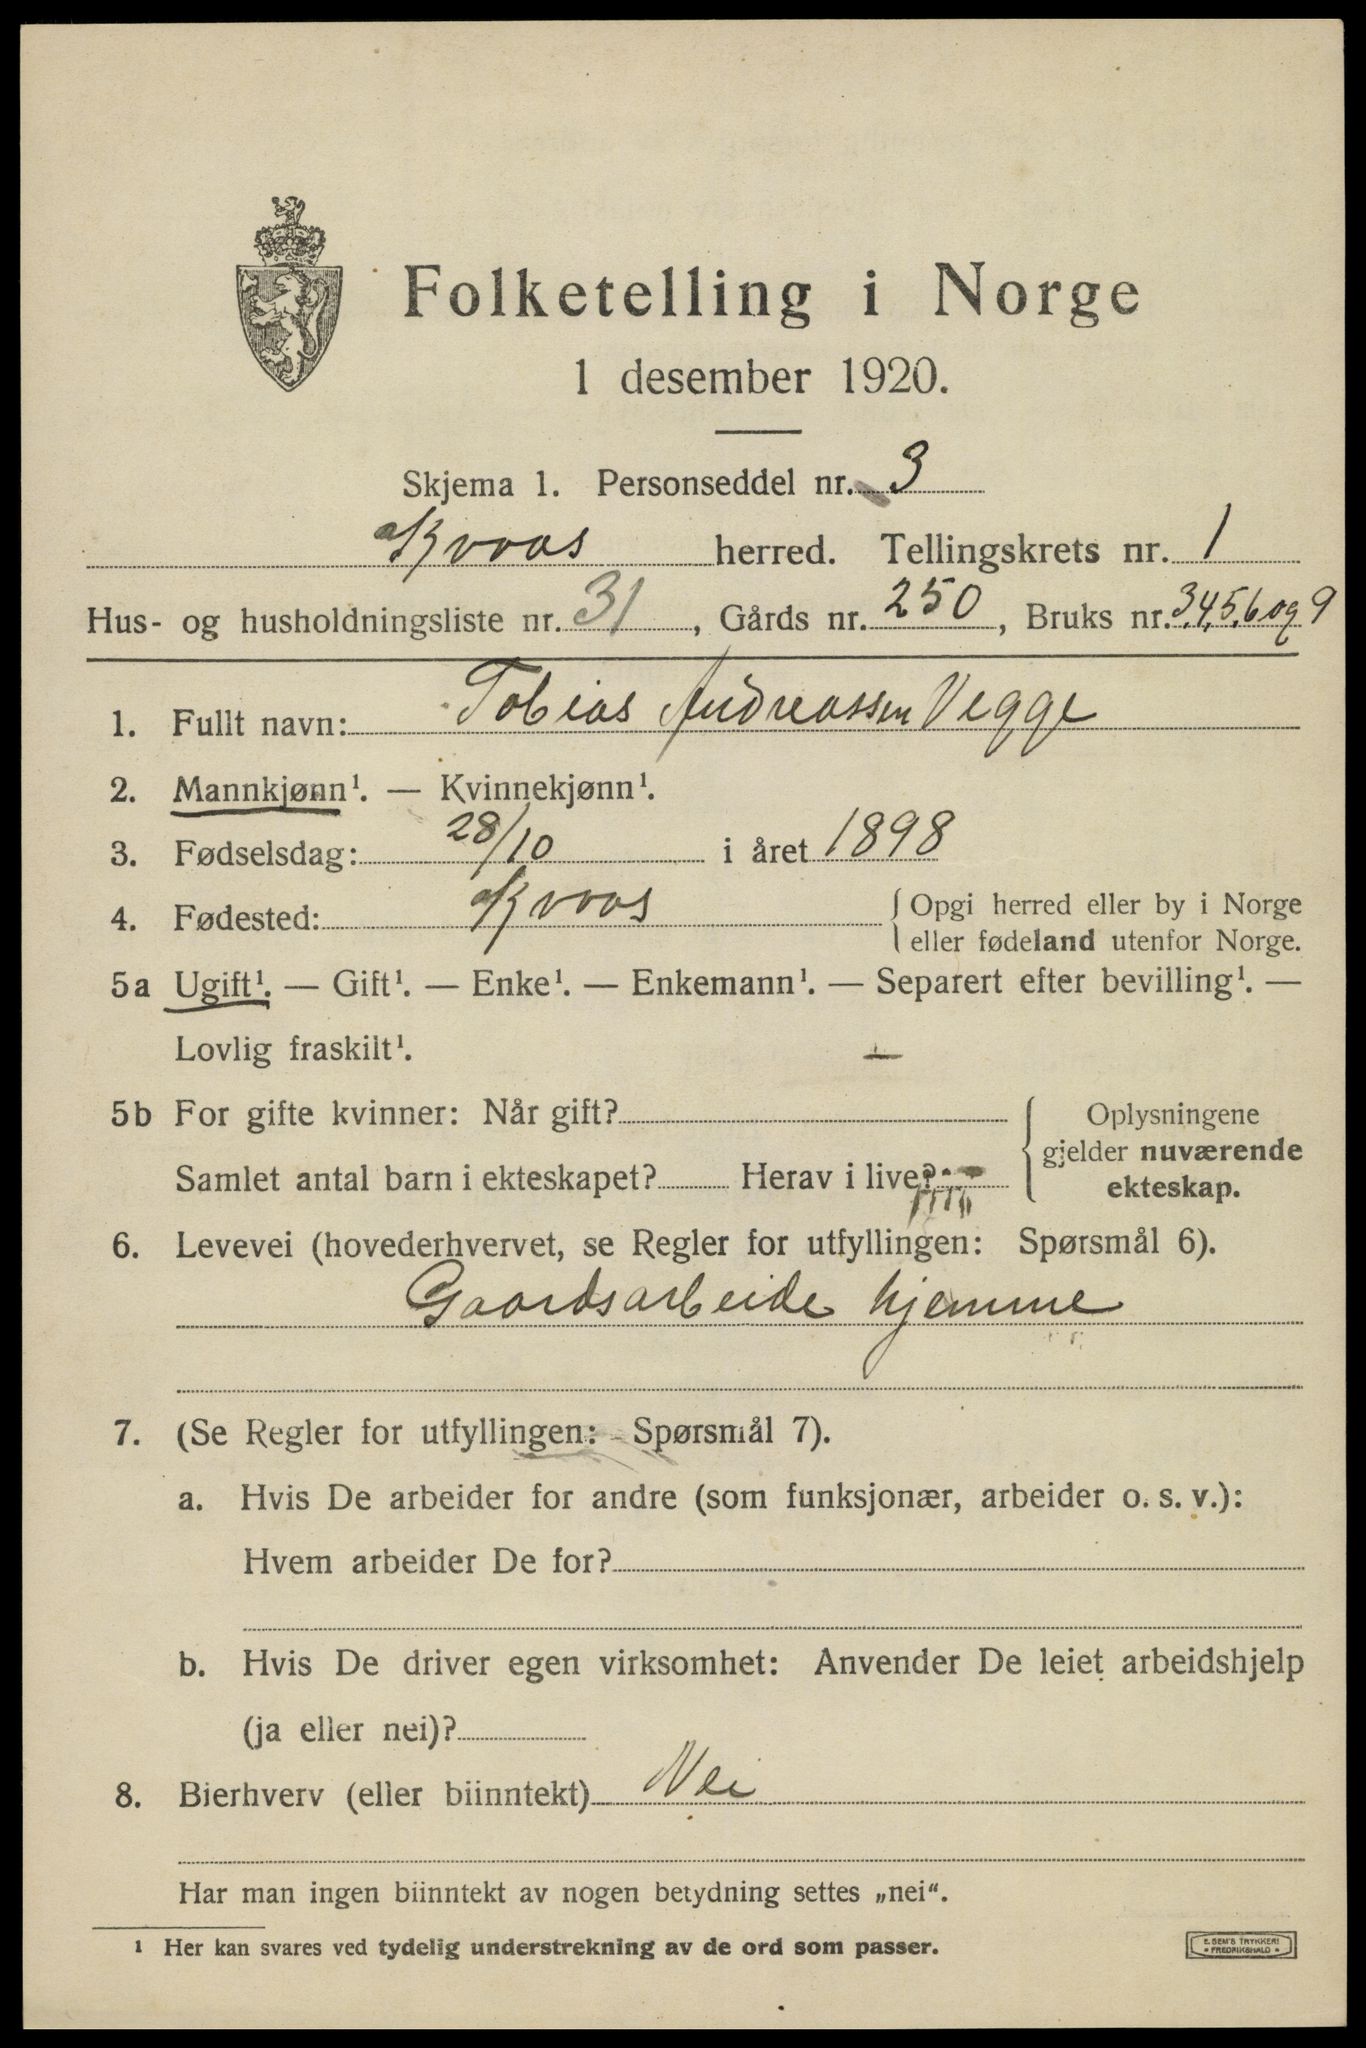 Folketelling i Norge
1 desember 1920.
Skjema 1. Personseddel nr. 3
Kvaas herred. Tellingskrets nr. 1
Hus- og husholdningsliste nr. 31, Gårds nr. 250, Bruks nr. 3,4,5,6 og 9
1. Fullt navn: Tobias Andreassen Vegge
2. Mannkjønn¹. — Kvinnekjønn¹.
3. Fødselsdag: 28/10 i året 1898
4. Fødested: Kvaas { Opgi herred eller by i Norge
eller fødeland utenfor Norge.
5a Ugift¹. — Gift¹. — Enke¹. — Enkemann¹. — Separert efter bevilling¹. —
Lovlig fraskilt¹.
5b For gifte kvinner: Når gift? { Oplysningene
gjelder nuværende
Samlet antal barn i ekteskapet? Herav i live?
ekteskap.
6. Levevei (hovederhvervet, se Regler for utfyllingen: Spørsmål 6).
Gaardsarbeide hjemme
7. (Se Regler for utfyllingen: Spørsmål 7).
a. Hvis De arbeider for andre (som funksjonær, arbeider o. s. v.):
Hvem arbeider De for?
b. Hvis De driver egen virksomhet: Anvender De leiet arbeidshjelp
(ja eller nei)?
8. Bierhverv (eller biinntekt) Nei
Har man ingen biinntekt av nogen betydning settes „nei“.
¹ Her kan svares ved tydelig understrekning av de ord som passer.
E. SEM'S TRYKKERI
• FREDRIKSHALD •